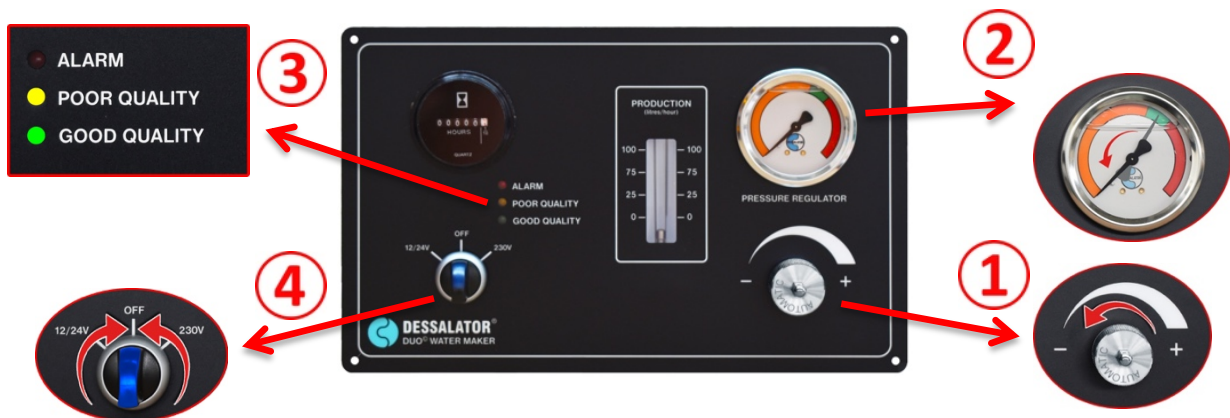 ALARM
POOR QUALITY
GOOD QUALITY
3
HOURS
QUARTZ
ALARM
POOR QUALITY
GOOD QUALITY
PRODUCTION
(litres/hour)
100 100
75 75
25 25
0 0
PRESSURE REGULATOR
2
OFF
12/24V 230V
- +
AUTOMATIC
DESSALATOR®
DUO© WATER MAKER
4
OFF
12/24V 230V
1
- +
AUTOMATIC